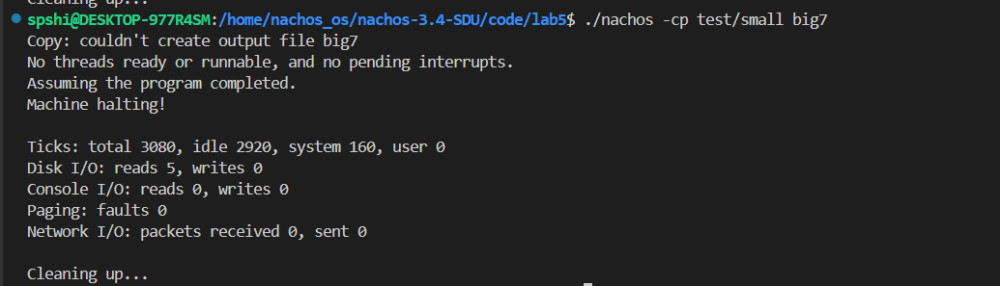 Cleaning up...
spshi@DESKTOP-977R4SM:/home/nachos_os/nachos-3.4-SDU/code/lab5$ ./nachos -cp test/small big7
Copy: couldn't create output file big7
No threads ready or runnable, and no pending interrupts.
Assuming the program completed.
Machine halting!
Ticks: total 3080, idle 2920, system 160, user 0
Disk I/O: reads 5, writes 0
Console I/O: reads 0, writes 0
Paging: faults 0
Network I/O: packets received 0, sent 0
Cleaning up...